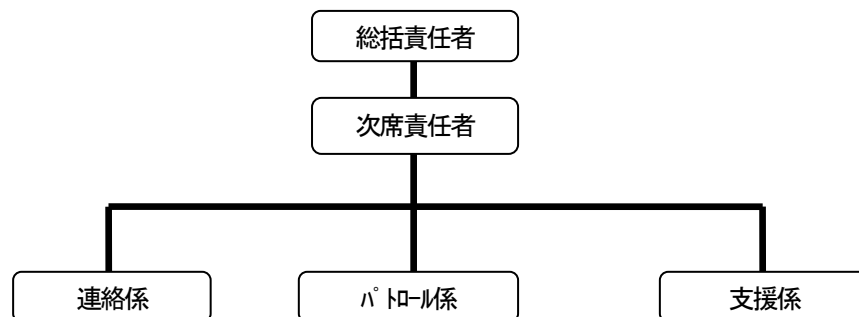 総括責任者
次席責任者
連絡係
ﾊﾟﾄﾛｰﾙ係
支援係